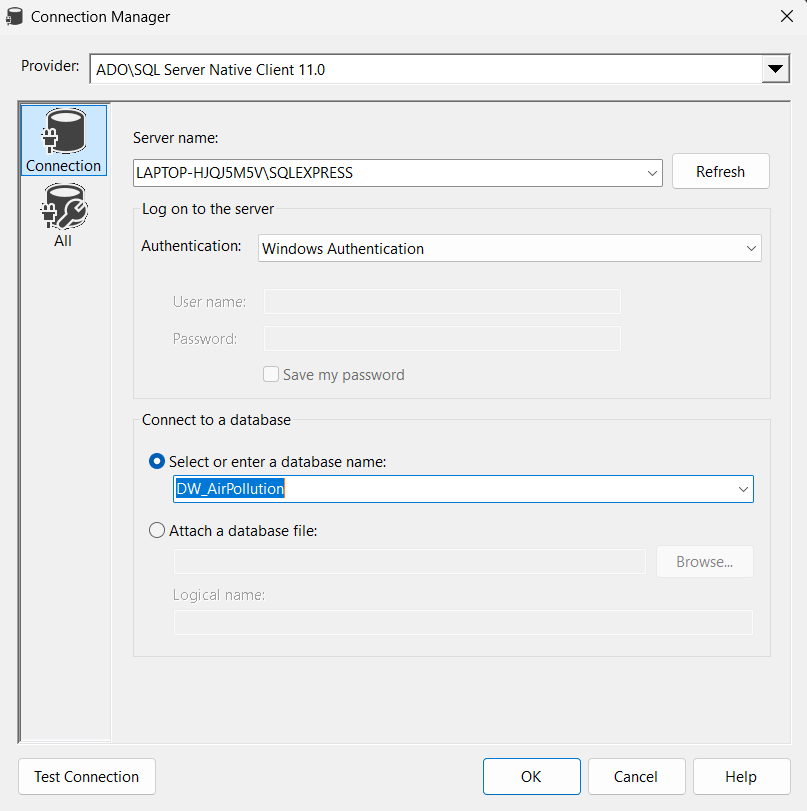 Connection Manager
Provider: ADO\SQL Server Native Client 11.0
Connection
All
Server name:
LAPTOP-HJQJ5M5V\SQLEXPRESS Refresh
Log on to the server
Authentication: Windows Authentication
User name:
Password:
Save my password
Connect to a database
Select or enter a database name:
DW_AirPollution
Attach a database file:
Browse...
Logical name:
Test Connection OK Cancel Help